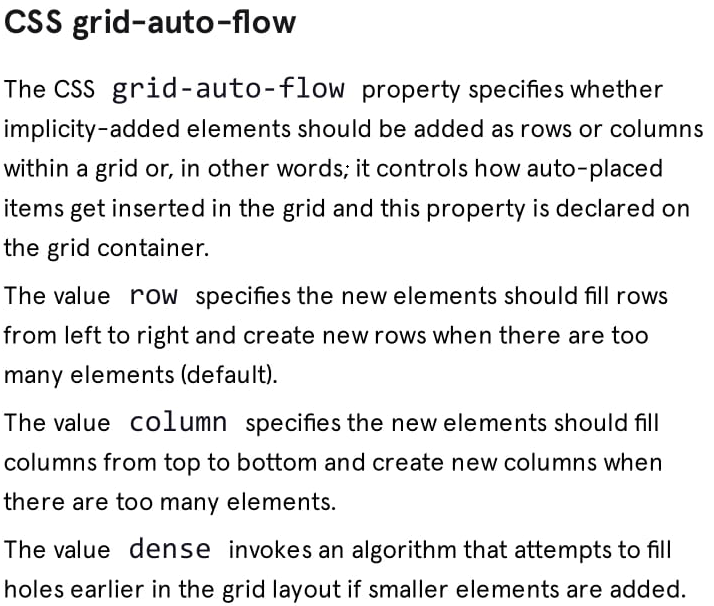 CSS grid-auto-flow
The CSS grid-auto-flow property specifies whether
implicity-added elements should be added as rows or columns
within a grid or, in other words; it controls how auto-placed
items get inserted in the grid and this property is declared on
the grid container.
The value row specifies the new elements should fill rows
from left to right and create new rows when there are too
many elements (default).
The value column specifies the new elements should fill
columns from top to bottom and create new columns when
there are too many elements.
The value dense invokes an algorithm that attempts to fill
holes earlier in the grid layout if smaller elements are added.